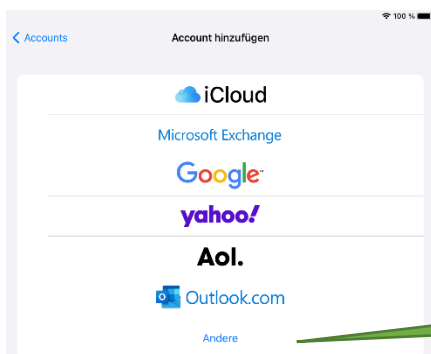 100 %
Accounts
Account hinzufügen
iCloud
Microsoft Exchange
Google
yahoo!
Aol.
Outlook.com
Andere